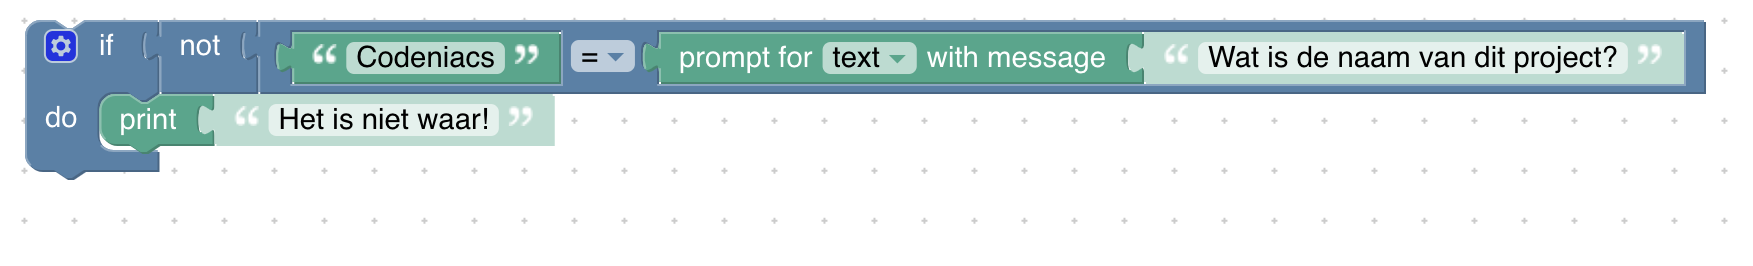 if not “ Codeniacs ” = prompt for text with message “ Wat is de naam van dit project? ”
do print “ Het is niet waar! ”